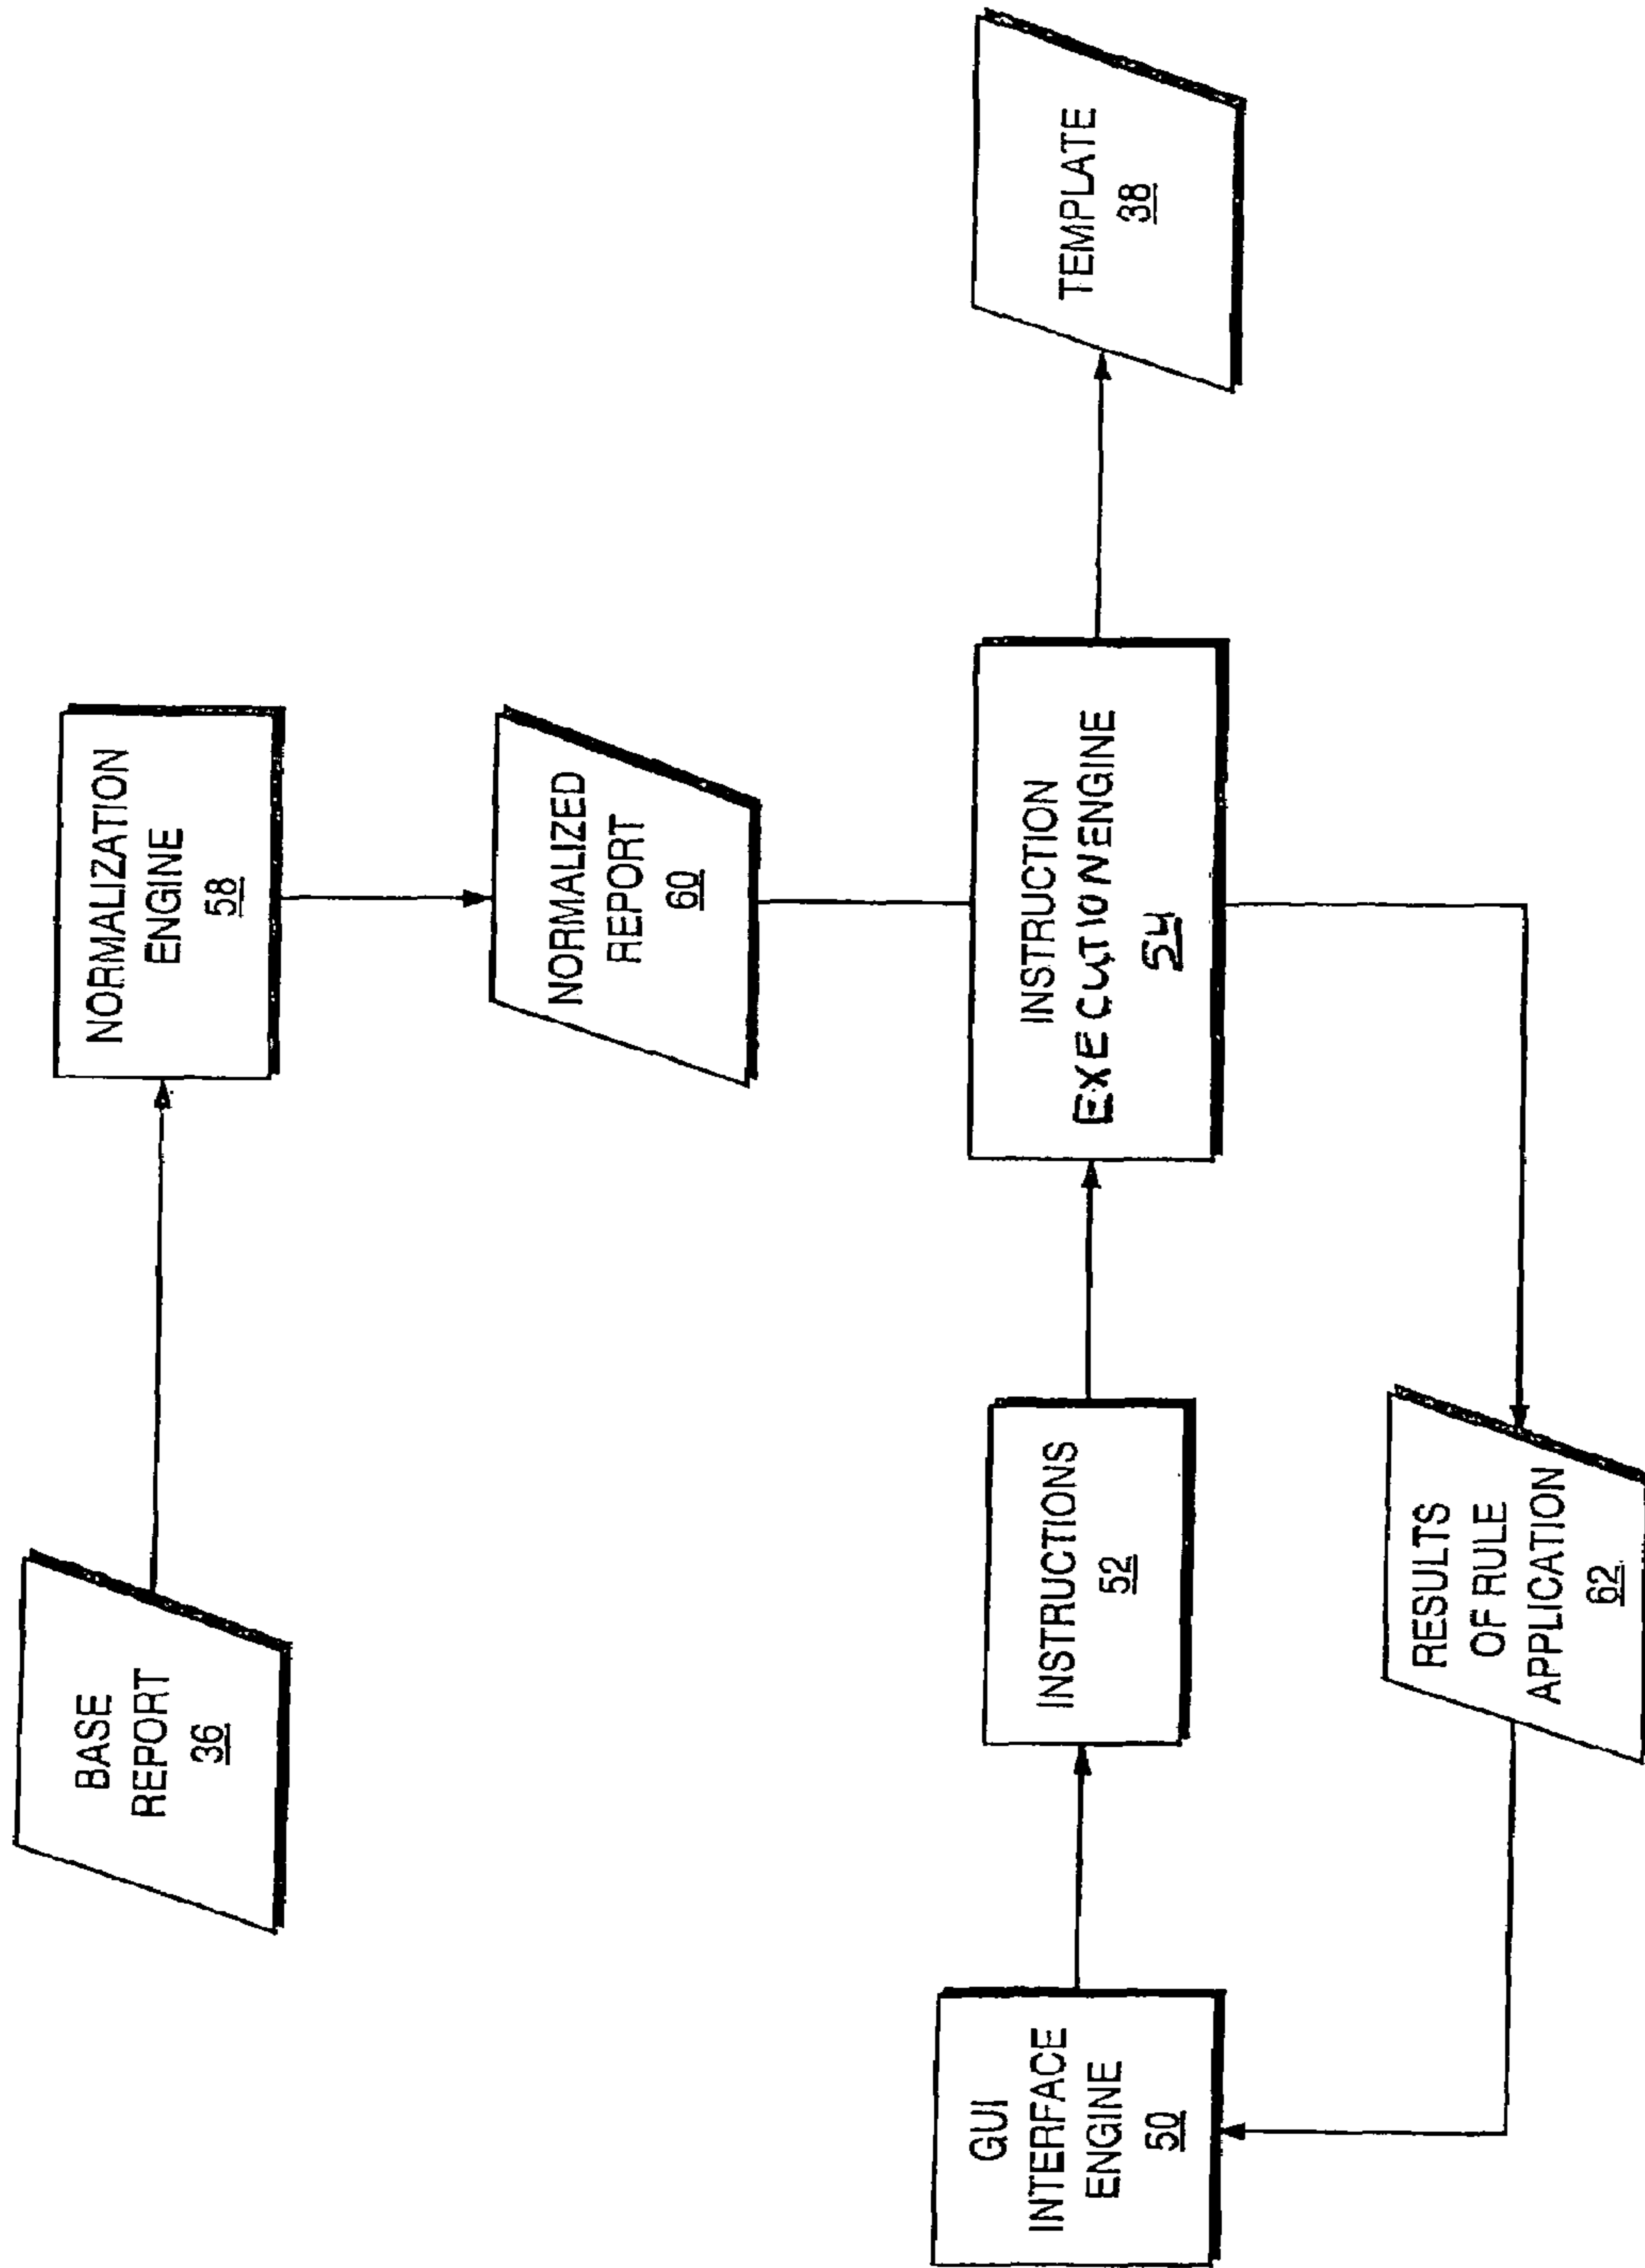 BASE
REPORT
36
NORMALIZATION
ENGINE
58
NORMALIZED
REPORT
60
GUI
INTERFACE
ENGINE
50
INSTRUCTIONS
52
INSTRUCTION
EXECUTION ENGINE
54
TEMPLATE
38
RESULTS
OF RULE
APPLICATION
62